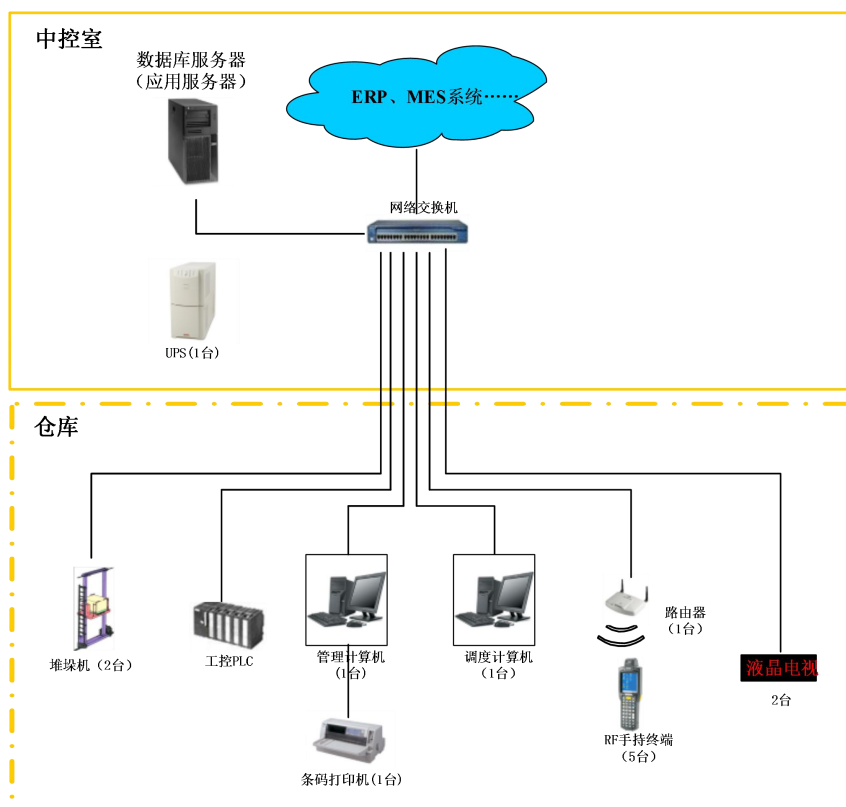 中控室
数据库服务器
（应用服务器）
ERP、MES系统……
网络交换机
UPS(1台)
仓库
堆垛机（2台）
工控PLC
管理计算机
(1台)
调度计算机
（1台）
路由器
（1台）
液晶电视
2台
RF手持终端
（5台）
条码打印机(1台)